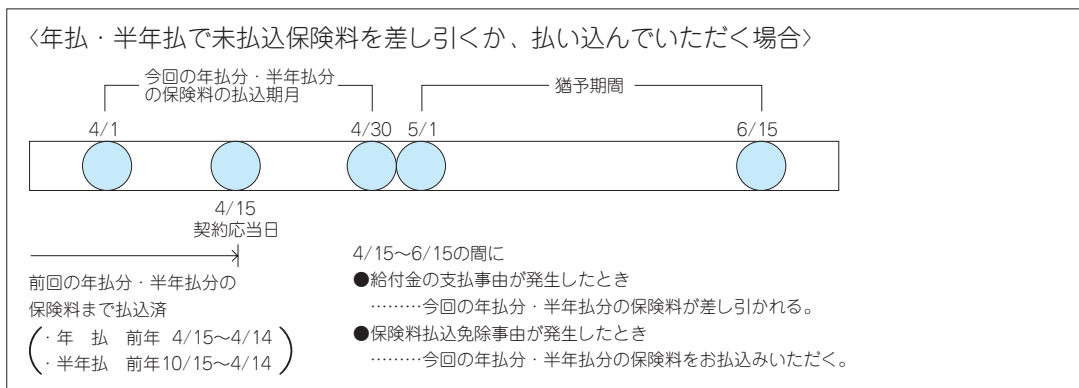 〈年払・半年払で未払込保険料を差し引くか、払い込んでいただく場合〉
今回の年払分・半年払分
の保険料の払込期月
猶予期間
4/1
4/30
5/1
6/15
4/15
契約応当日
前回の年払分・半年払分の
保険料まで払込済
(・年　払　前年 4/15～4/14)
(・半年払　前年10/15～4/14)
4/15～6/15の間に
●給付金の支払事由が発生したとき
………今回の年払分・半年払分の保険料が差し引かれる。
●保険料払込免除事由が発生したとき
………今回の年払分・半年払分の保険料をお払込みいただく。